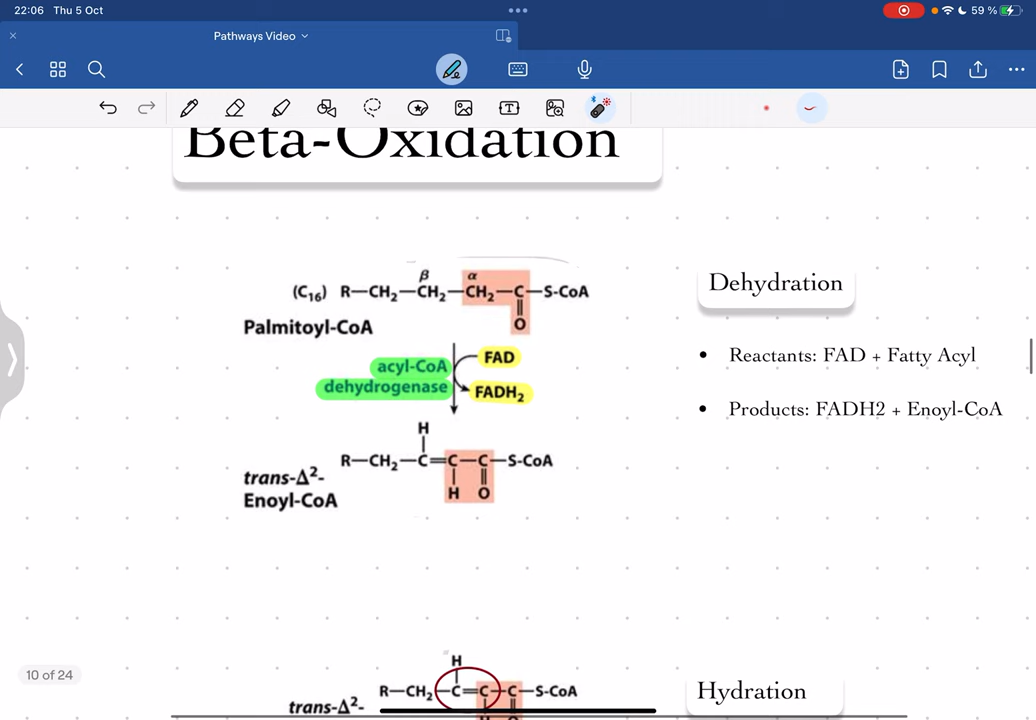 22:06 Thu 5 Oct
59 %
Pathways Video
Beta-Oxidation
β α
(C₁₆) R—CH₂—CH₂—CH₂—C—S-CoA
O
Palmitoyl-CoA
acyl-CoA
dehydrogenase
FAD
FADH₂
H
R—CH₂—C=C—C—S-CoA
H O
trans-Δ²-
Enoyl-CoA
Dehydration
• Reactants: FAD + Fatty Acyl
• Products: FADH2 + Enoyl-CoA
10 of 24
H
R—CH₂—C=C—C—S-CoA
trans-Δ²-
Hydration